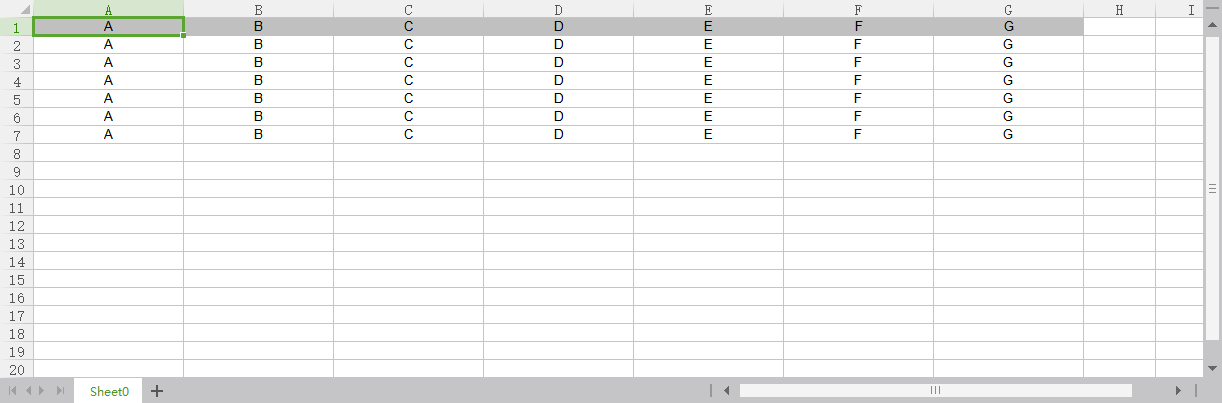 A B C D E F G H I
1 A B C D E F G
2 A B C D E F G
3 A B C D E F G
4 A B C D E F G
5 A B C D E F G
6 A B C D E F G
7 A B C D E F G
8
9
10
11
12
13
14
15
16
17
18
19
20
Sheet0